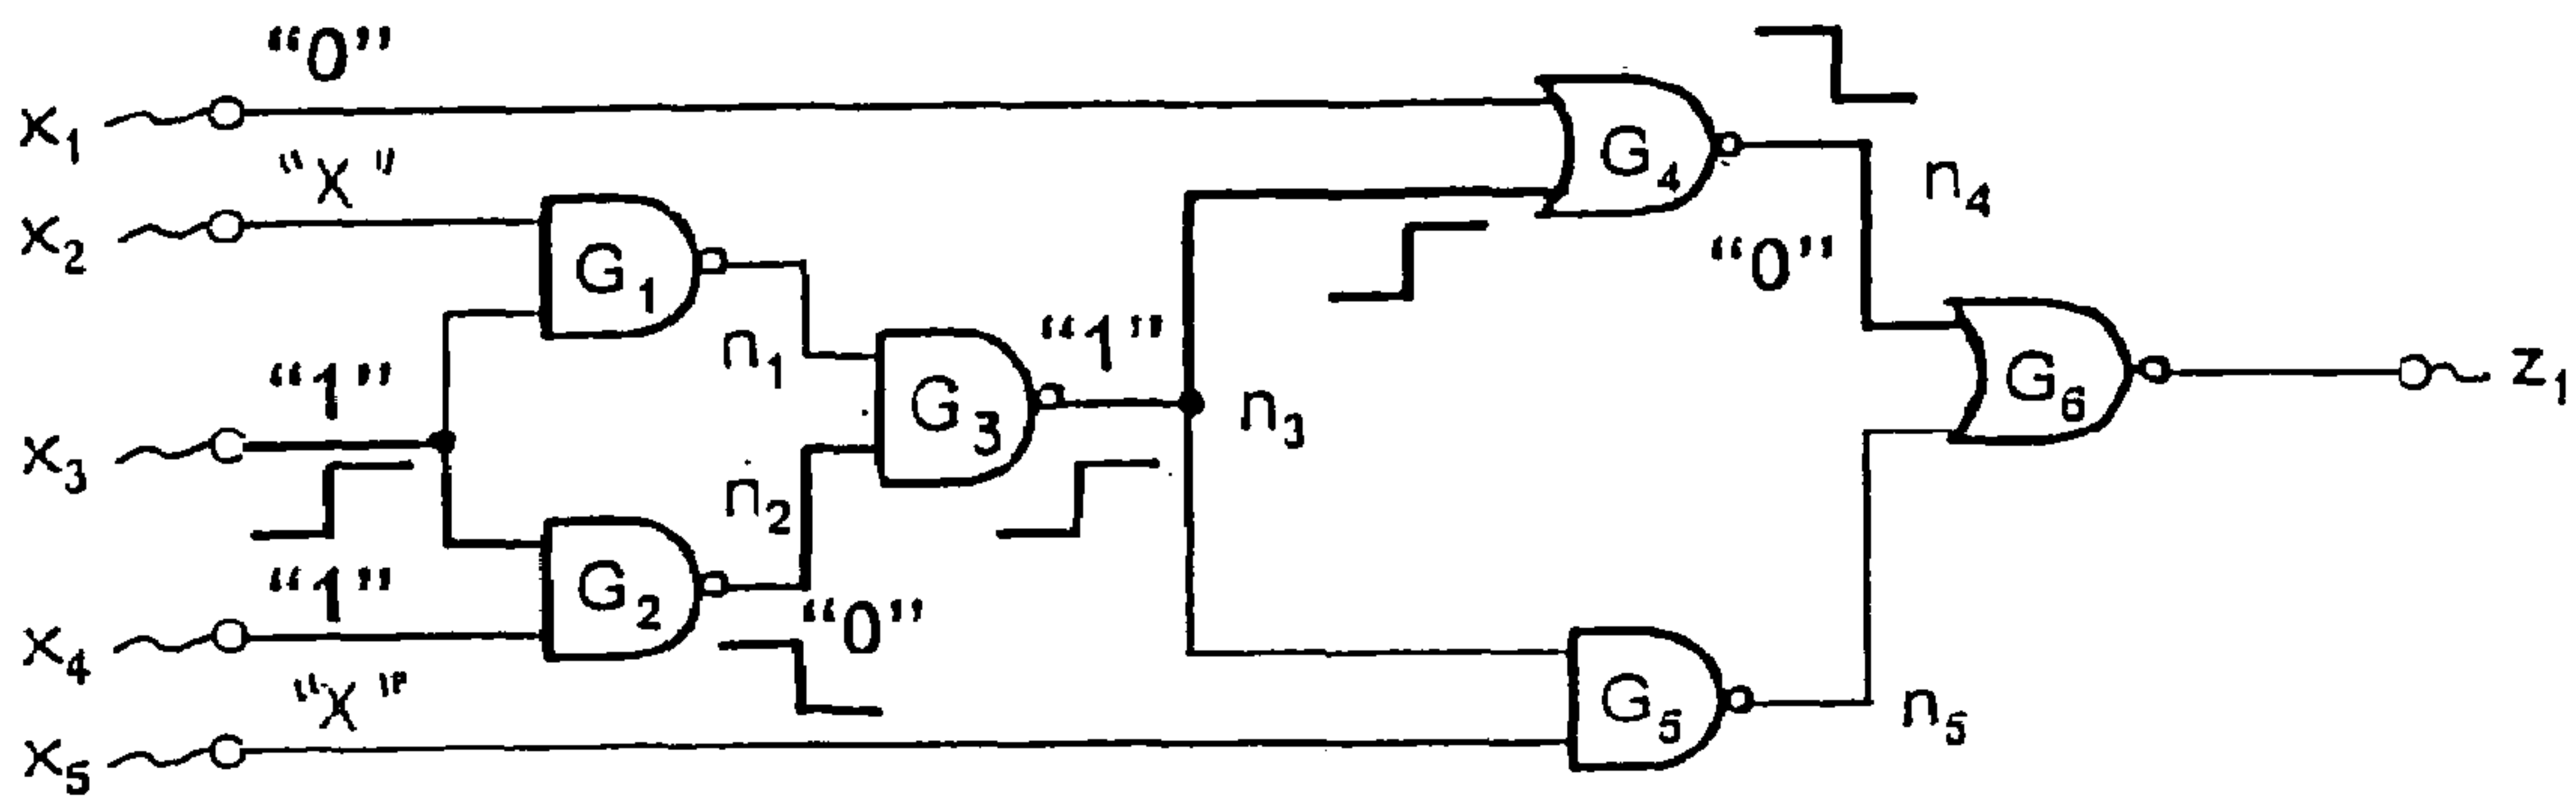 “0”
x₁
“X”
x₂
G₁
n₁
“1”
x₃
“1”
x₄
G₂
n₂
“0”
“X”
x₅
G₃
“1”
n₃
G₄
“0”
n₄
G₅
n₅
G₆
z₁